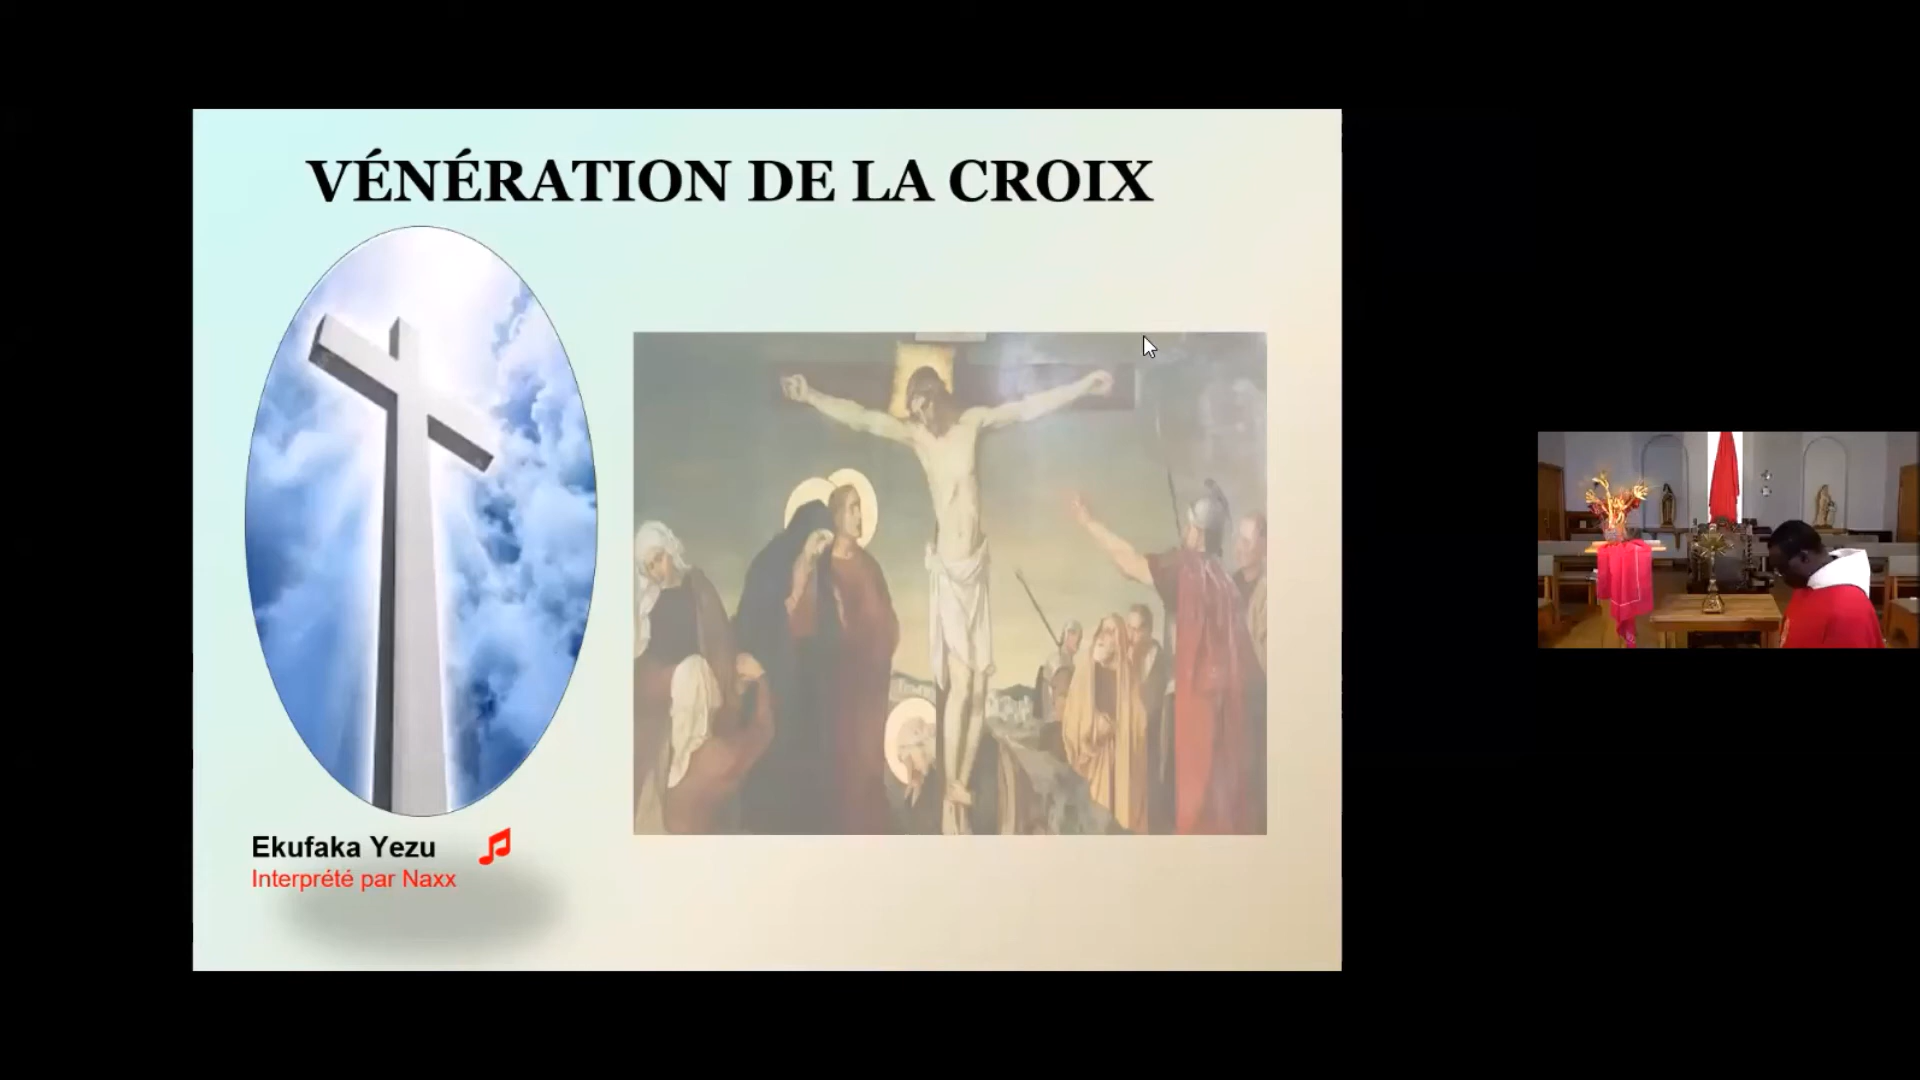 VÉNÉRATION DE LA CROIX
Ekufaka Yezu
Interprété par Naxx